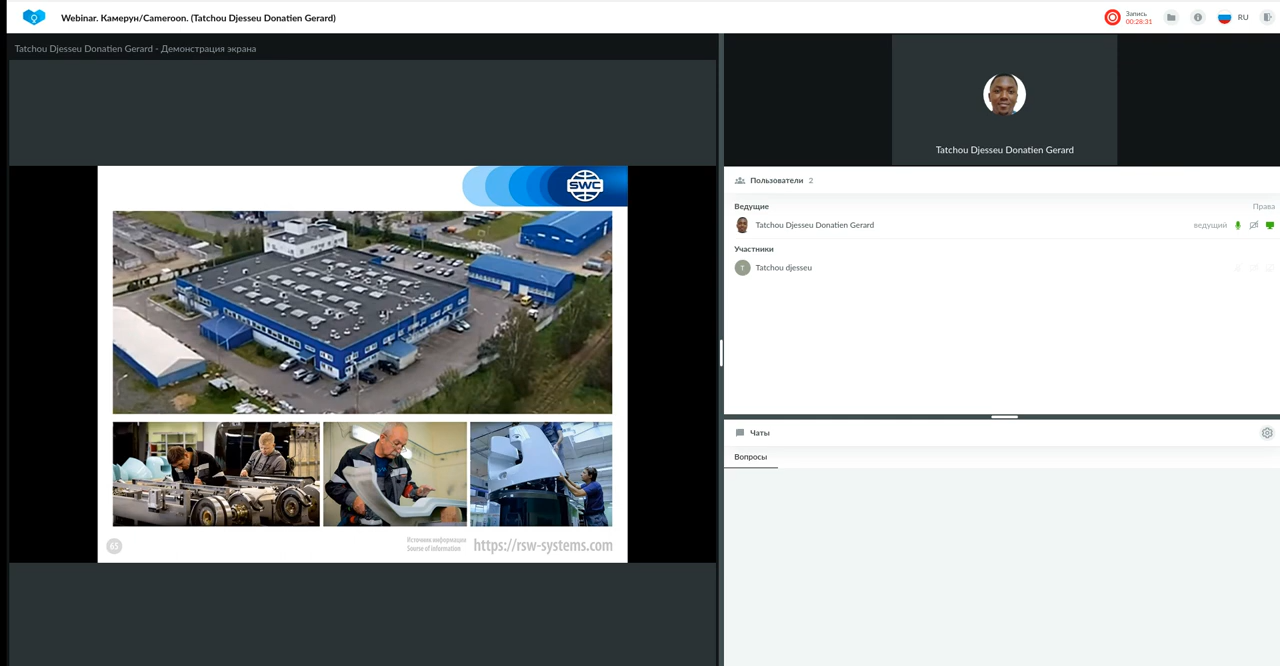 Webinar. Камерун/Cameroon. (Tatchou Djesseu Donatien Gerard)
Запись
00:28:31
RU
Tatchou Djesseu Donatien Gerard - Демонстрация экрана
SWC
65
Источник информации
Sourse of information
https://rsw-systems.com
Tatchou Djesseu Donatien Gerard
Пользователи 2
Ведущие Права
Tatchou Djesseu Donatien Gerard ведущий
Участники
T Tatchou djesseu
Чаты
Вопросы